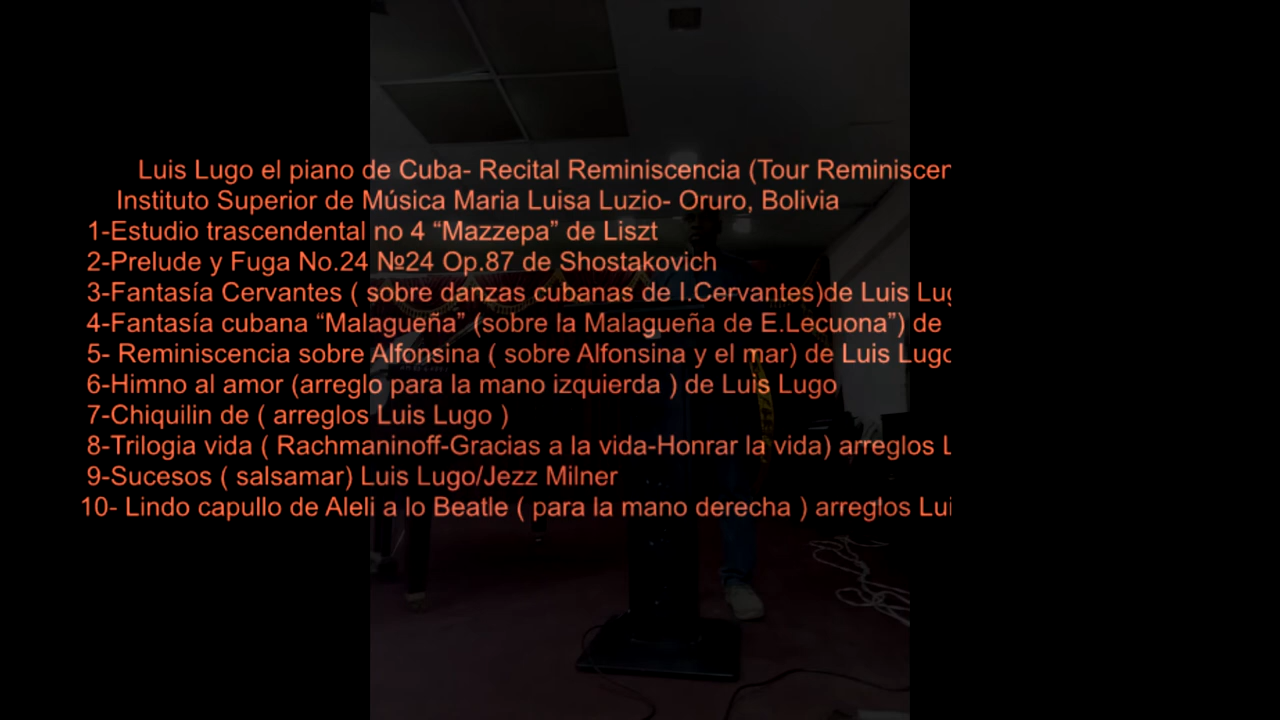 Luis Lugo el piano de Cuba- Recital Reminiscencia (Tour
Instituto Superior de Música Maria Luisa Luzio- Oruro, Bolivia
1-Estudio trascendental no 4 “Mazzepa” de Liszt
2-Prelude y Fuga No.24 №24 Op.87 de Shostakovich
3-Fantasía Cervantes ( sobre danzas cubanas de I.Cervantes)de Luis
4-Fantasía cubana “Malagueña” (sobre la Malagueña de E.Lecuona”) de
5- Reminiscencia sobre Alfonsina ( sobre Alfonsina y el mar) de Luis
6-Himno al amor (arreglo para la mano izquierda ) de Luis Lugo
7-Chiquilin de ( arreglos Luis Lugo )
8-Trilogia vida ( Rachmaninoff-Gracias a la vida-Honrar la vida) arreglos
9-Sucesos ( salsamar) Luis Lugo/Jezz Milner
10- Lindo capullo de Aleli a lo Beatle ( para la mano derecha ) arreglos